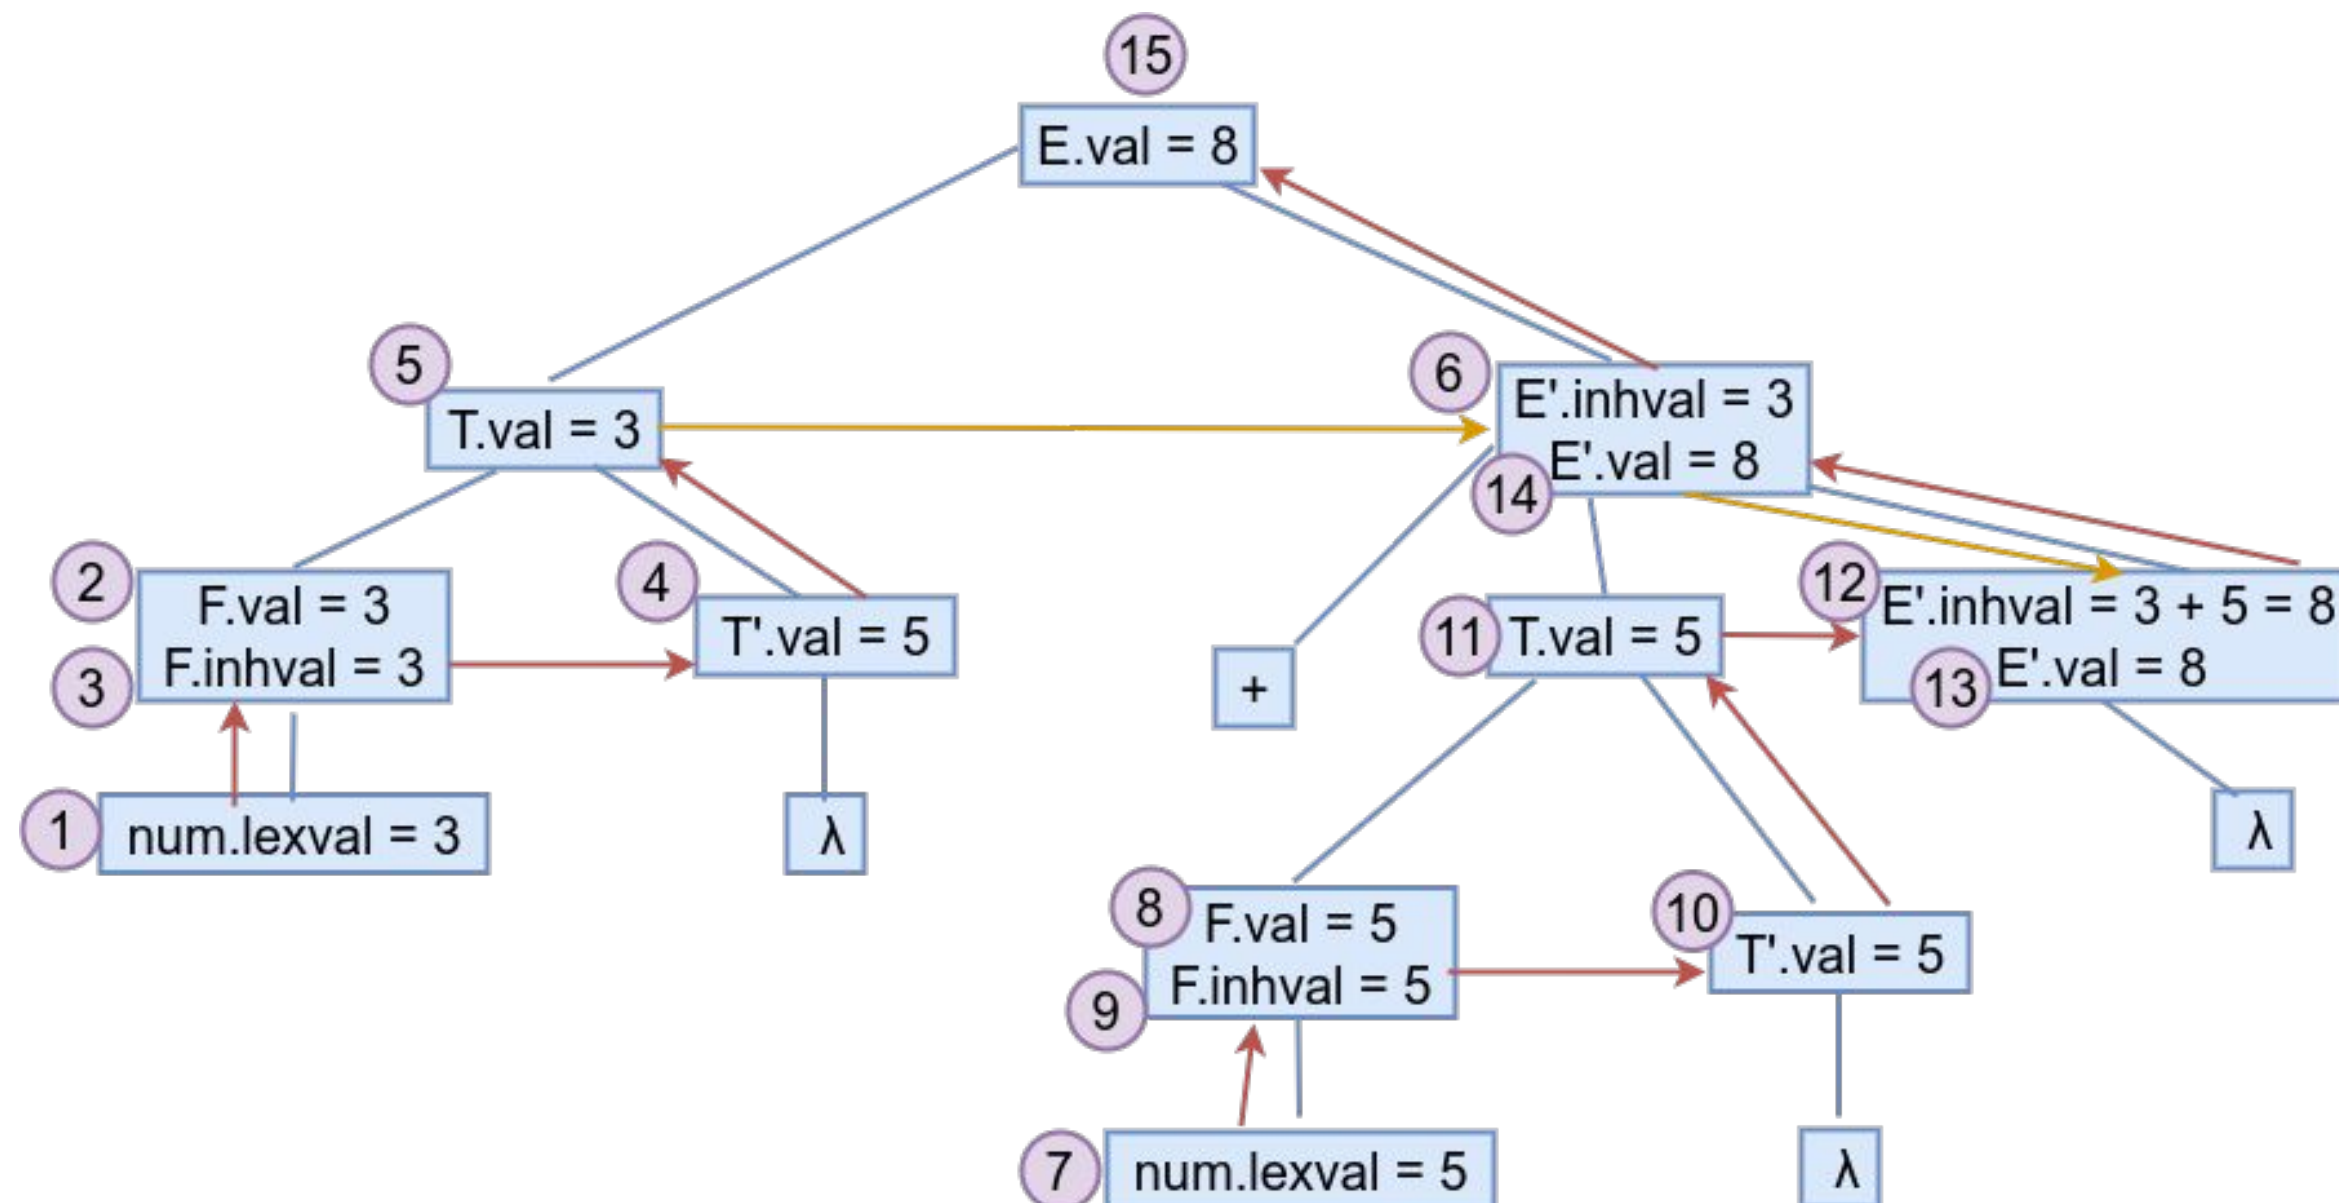 15
E.val = 8
5
T.val = 3
6
E'.inhval = 3
E'.val = 8
14
2
F.val = 3
3
F.inhval = 3
4
T'.val = 5
+
11
T.val = 5
12
E'.inhval = 3 + 5 = 8
13
E'.val = 8
1
num.lexval = 3
λ
λ
8
F.val = 5
9
F.inhval = 5
10
T'.val = 5
7
num.lexval = 5
λ